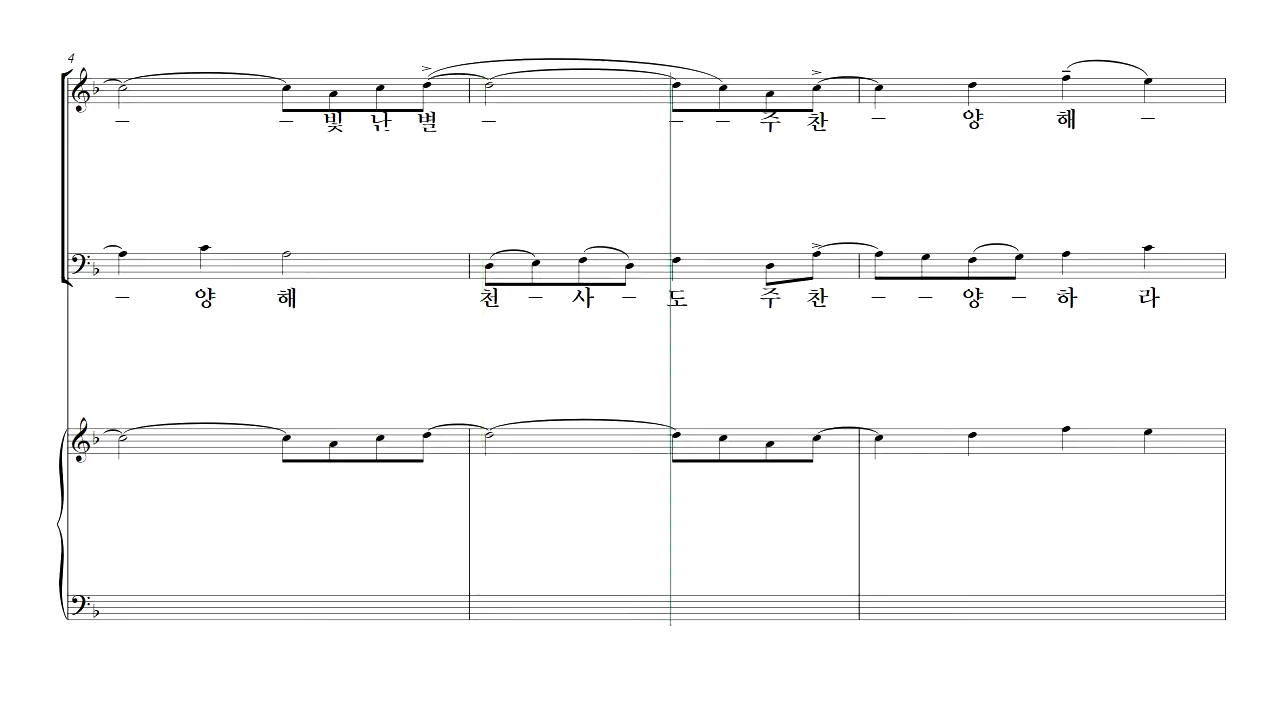 4
– – 빛 난 별 – – – 주 찬 – 양 해 –
– 양 해 천 – 사 – 도 주 찬 – – 양 – 하 라